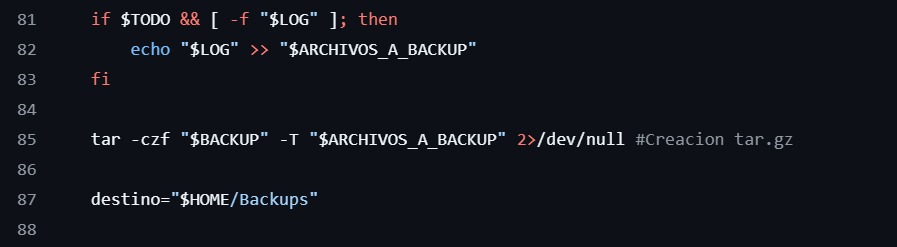 81 if $TODO && [ -f "$LOG" ]; then
82 echo "$LOG" >> "$ARCHIVOS_A_BACKUP"
83 fi
84
85 tar -czf "$BACKUP" -T "$ARCHIVOS_A_BACKUP" 2>/dev/null #Creacion tar.gz
86
87 destino="$HOME/Backups"
88